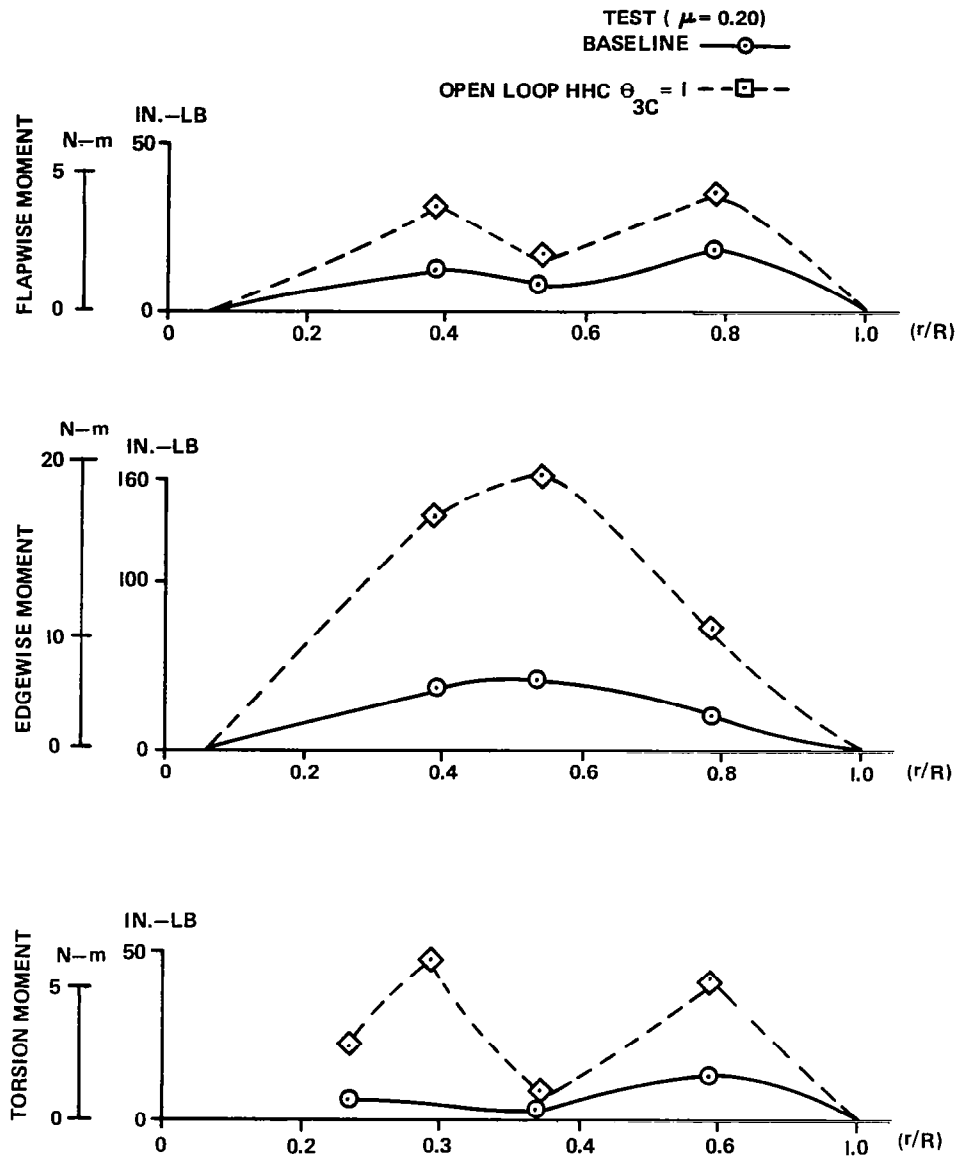 TEST ( μ = 0.20)
BASELINE
OPEN LOOP HHC Θ3C = 1
FLAPWISE MOMENT
N–m
IN.–LB
50
5
0
0
0 0.2 0.4 0.6 0.8 1.0 (r/R)
EDGEWISE MOMENT
N–m
IN.–LB
20
160
100
10
0
0
0 0.2 0.4 0.6 0.8 1.0 (r/R)
TORSION MOMENT
N–m
IN.–LB
50
5
0
0
0 0.2 0.3 0.4 0.6 1.0 (r/R)